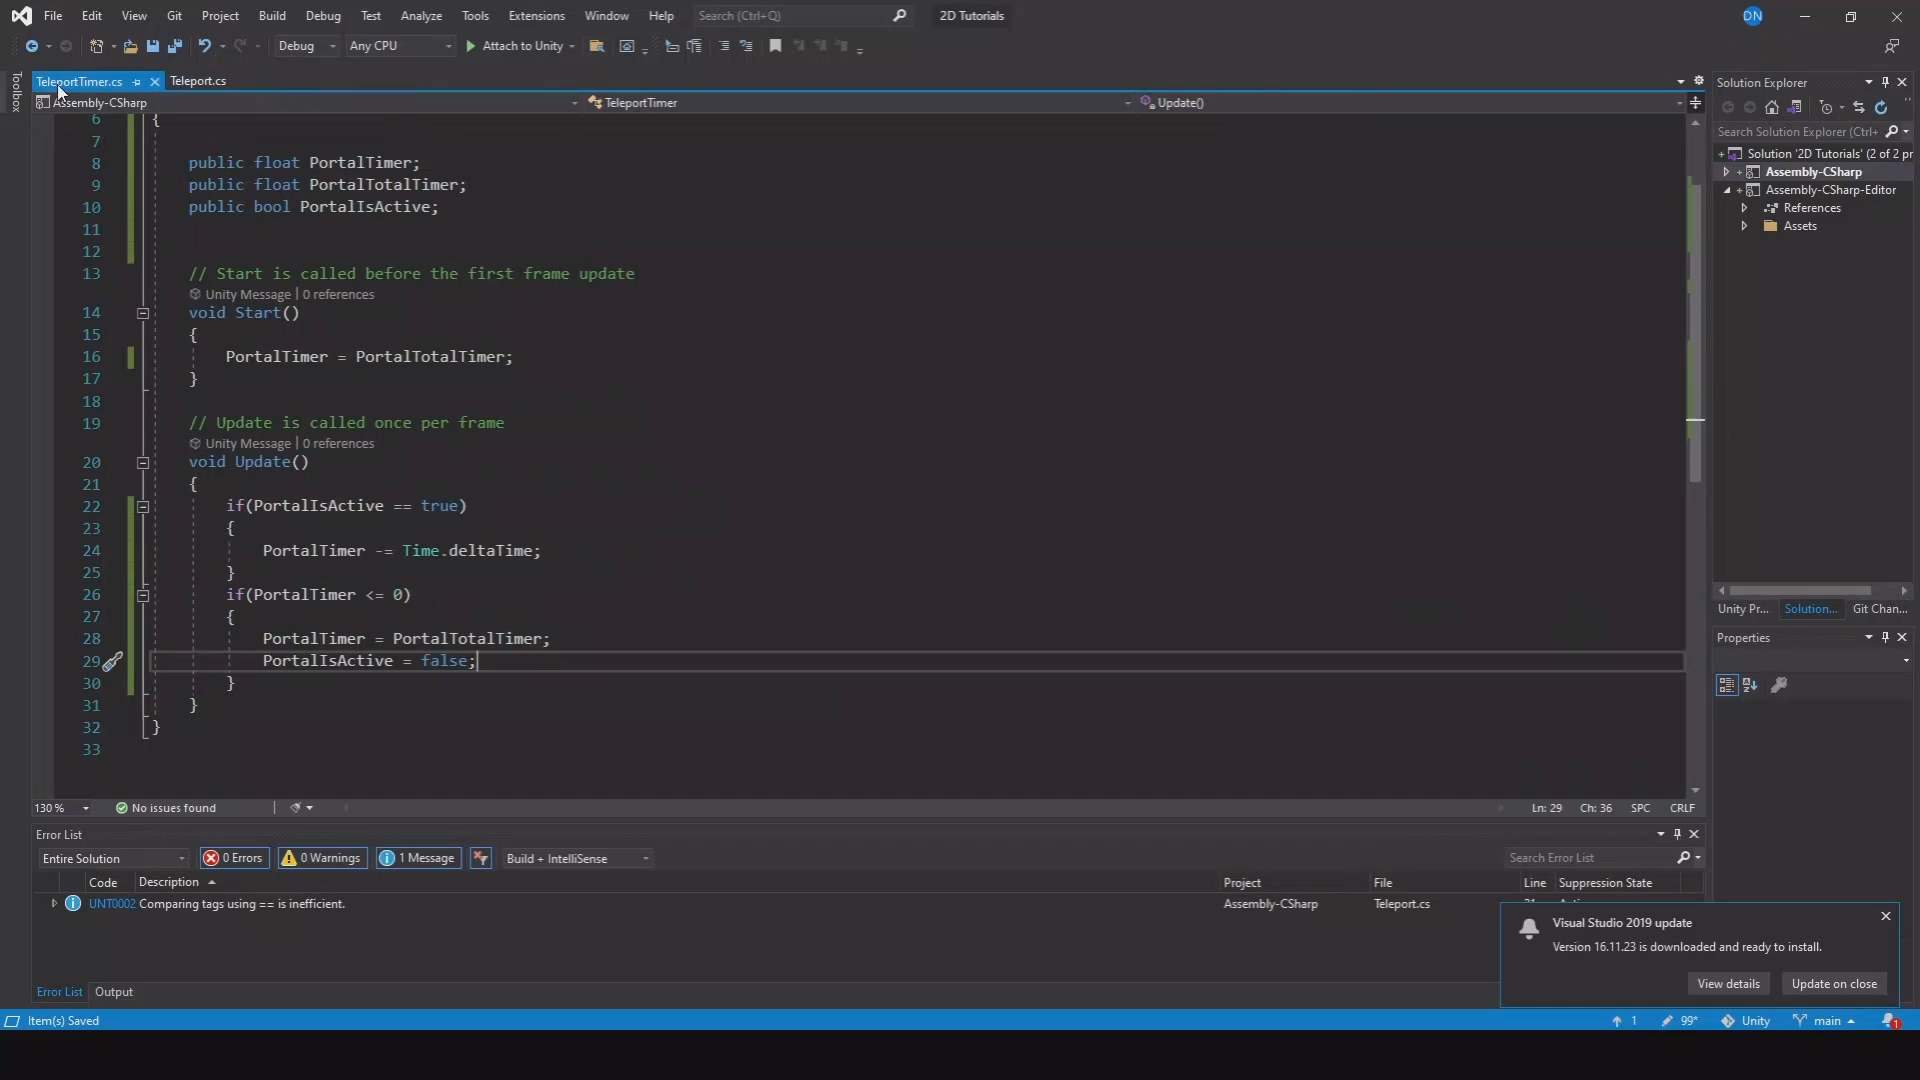 File Edit View Git Project Build Debug Test Analyze Tools Extensions Window Help Search (Ctrl+Q) 2D Tutorials DN
Debug Any CPU Attach to Unity
Toolbox
TeleportTimer.cs Teleport.cs
Assembly-CSharp TeleportTimer Update()
6 {
7
8 public float PortalTimer;
9 public float PortalTotalTimer;
10 public bool PortalIsActive;
11
12
13 // Start is called before the first frame update
Unity Message | 0 references
14 void Start()
15 {
16 PortalTimer = PortalTotalTimer;
17 }
18
19 // Update is called once per frame
Unity Message | 0 references
20 void Update()
21 {
22 if(PortalIsActive == true)
23 {
24 PortalTimer -= Time.deltaTime;
25 }
26 if(PortalTimer <= 0)
27 {
28 PortalTimer = PortalTotalTimer;
29 PortalIsActive = false;
30 }
31 }
32 }
33
130 % No issues found Ln: 29 Ch: 36 SPC CRLF
Solution Explorer
Search Solution Explorer (Ctrl+
Solution '2D Tutorials' (2 of 2 pr
Assembly-CSharp
Assembly-CSharp-Editor
References
Assets
Unity Pr... Solution... Git Chan...
Properties
Error List
Entire Solution 0 Errors 0 Warnings 1 Message Build + IntelliSense Search Error List
Code Description Project File Line Suppression State
UNT0002 Comparing tags using == is inefficient. Assembly-CSharp Teleport.cs
Visual Studio 2019 update
Version 16.11.23 is downloaded and ready to install.
View details Update on close
Error List Output
Item(s) Saved 1 99* Unity main 1